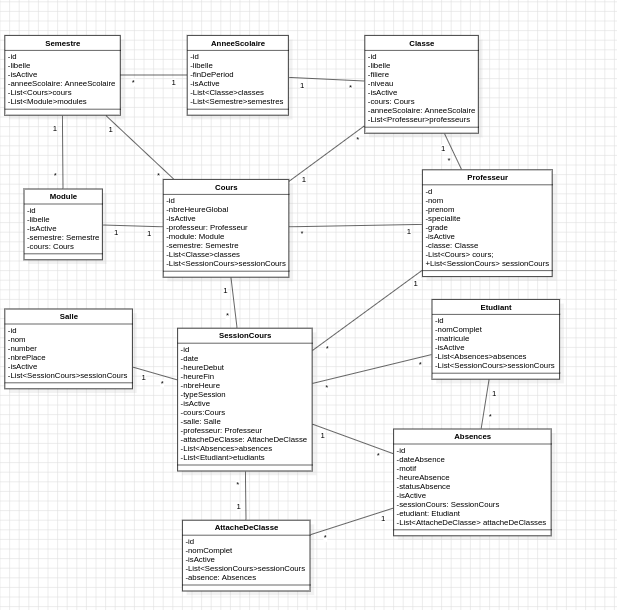 Semestre
-id
-libelle
-isActive
-anneeScolaire: AnneeScolaire
-List<Cours>cours
-List<Module>modules
AnneeScolaire
-id
-libelle
-finDePeriod
-isActive
-List<Classe>classes
-List<Semestre>semestres
Classe
-id
-libelle
-filiere
-niveau
-isActive
-cours: Cours
-anneeScolaire: AnneeScolaire
-List<Professeur>professeurs
* 1
1 *
1 *
1 *
1 *
1 *
Module
-id
-libelle
-isActive
-semestre: Semestre
-cours: Cours
1 1
Cours
-id
-nbreHeureGlobal
-isActive
-professeur: Professeur
-module: Module
-semestre: Semestre
-List<Classe>classes
-List<SessionCours>sessionCours
* 1
Professeur
-d
-nom
-prenom
-specialite
-grade
-isActive
-classe: Classe
-List<Cours> cours;
+List<SessionCours> sessionCours
1 *
1 *
Salle
-id
-nom
-number
-nbrePlace
-isActive
-List<SessionCours>sessionCours
1 *
SessionCours
-id
-date
-heureDebut
-heureFin
-nbreHeure
-typeSession
-isActive
-cours:Cours
-salle: Salle
-professeur: Professeur
-attacheDeClasse: AttacheDeClasse
-List<Absences>absences
-List<Etudiant>etudiants
* *
1 *
Etudiant
-id
-nomComplet
-matricule
-isActive
-List<Absences>absences
-List<SessionCours>sessionCours
1 *
Absences
-id
-dateAbsence
-motif
-heureAbsence
-statusAbsence
-isActive
-sessionCours: SessionCours
-etudiant: Etudiant
-List<AttacheDeClasse> attacheDeClasses
* 1
1 *
AttacheDeClasse
-id
-nomComplet
-isActive
-List<SessionCours>sessionCours
-absence: Absences